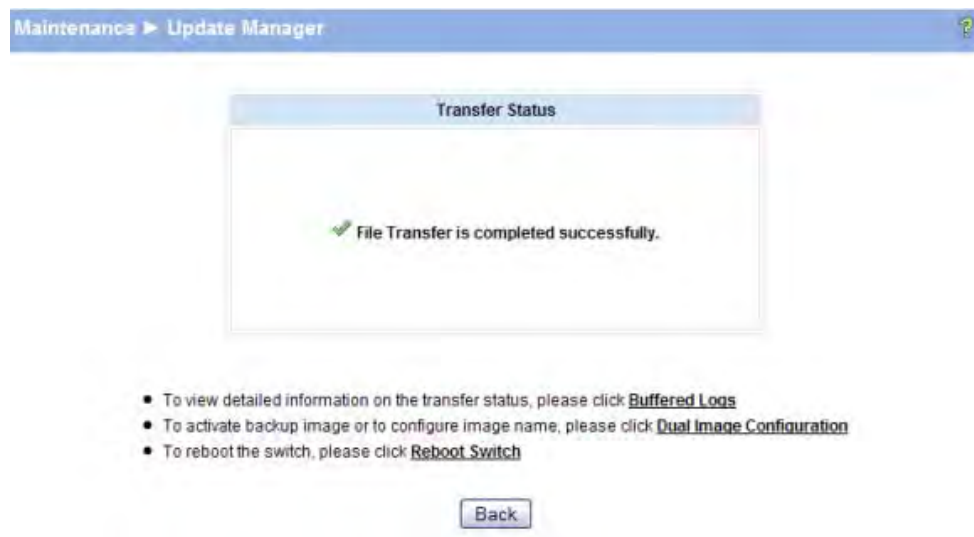 Maintenance ► Update Manager
?
Transfer Status
File Transfer is completed successfully.
● To view detailed information on the transfer status, please click Buffered Logs
● To activate backup image or to configure image name, please click Dual Image Configuration
● To reboot the switch, please click Reboot Switch
Back